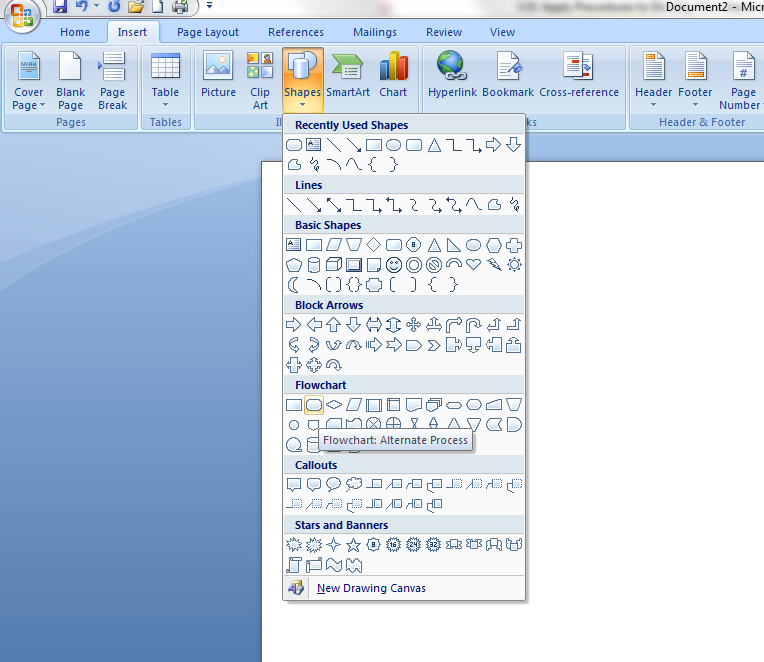 Document2 - Mic
Home Insert Page Layout References Mailings Review View
Cover Page Blank Page Page Break Table Picture Clip Art Shapes SmartArt Chart Hyperlink Bookmark Cross-reference Header Footer Page Number
Pages Tables Il ks Header & Footer
Recently Used Shapes
Lines
Basic Shapes
Block Arrows
Flowchart
Flowchart: Alternate Process
Callouts
Stars and Banners
New Drawing Canvas